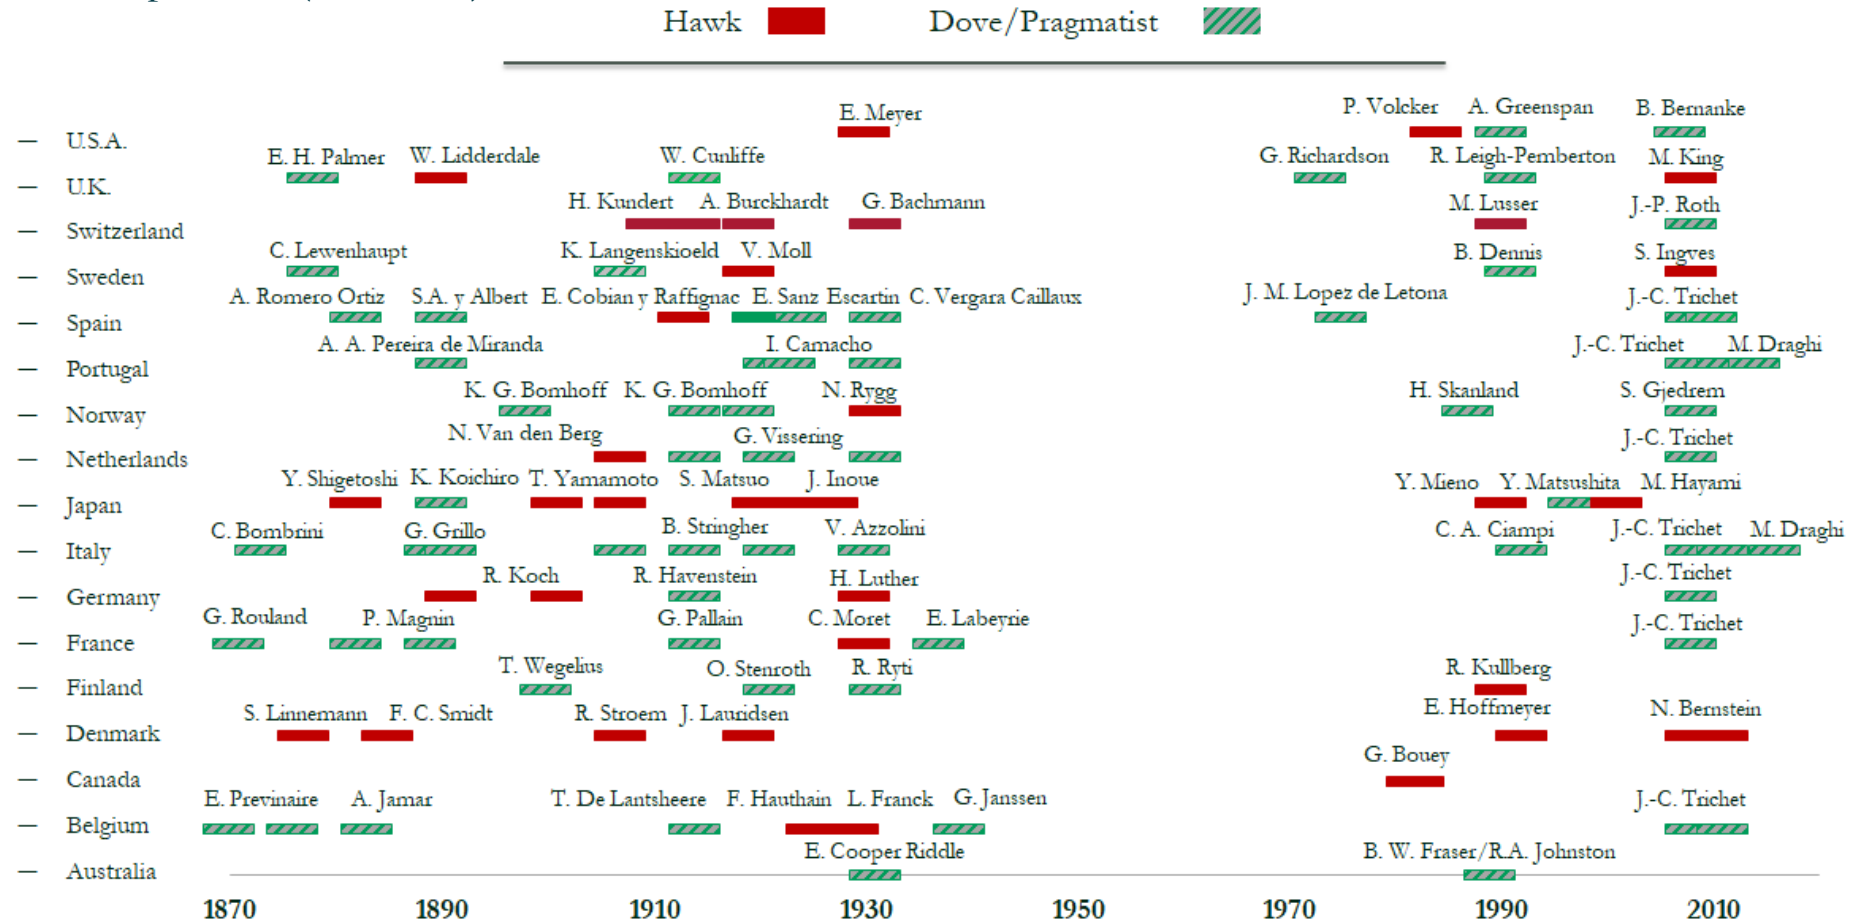 Hawk Dove/Pragmatist
E. Meyer P. Volcker A. Greenspan B. Bernanke
— U.S.A.
E. H. Palmer W. Lidderdale W. Cunliffe G. Richardson R. Leigh-Pemberton M. King
— U.K.
H. Kundert A. Burckhardt G. Bachmann M. Lusser J.-P. Roth
— Switzerland
C. Lewenhaupt K. Langenskioeld V. Moll B. Dennis S. Ingves
— Sweden
A. Romero Ortiz S.A. y Albert E. Cobian y Raffignac E. Sanz Escartin C. Vergara Caillaux J. M. Lopez de Letona J.-C. Trichet
— Spain
A. A. Pereira de Miranda I. Camacho J.-C. Trichet M. Draghi
— Portugal
K. G. Bomhoff K. G. Bomhoff N. Rygg H. Skanland S. Gjedrem
— Norway
N. Van den Berg G. Vissering J.-C. Trichet
— Netherlands
Y. Shigetoshi K. Koichiro T. Yamamoto S. Matsuo J. Inoue Y. Mieno Y. Matsushita M. Hayami
— Japan
C. Bombrini G. Grillo B. Stringher V. Azzolini C. A. Ciampi J.-C. Trichet M. Draghi
— Italy
R. Koch R. Havenstein H. Luther J.-C. Trichet
— Germany
G. Rouland P. Magnin G. Pallain C. Moret E. Labeyrie J.-C. Trichet
— France
T. Wegelius O. Stenroth R. Ryti R. Kullberg
— Finland
S. Linnemann F. C. Smidt R. Stroem J. Lauridsen E. Hoffmeyer N. Bernstein
— Denmark
G. Bouey
— Canada
E. Previnaire A. Jamar T. De Lantsheere F. Hauthain L. Franck G. Janssen J.-C. Trichet
— Belgium
E. Cooper Riddle B. W. Fraser/R.A. Johnston
— Australia
1870 1890 1910 1930 1950 1970 1990 2010